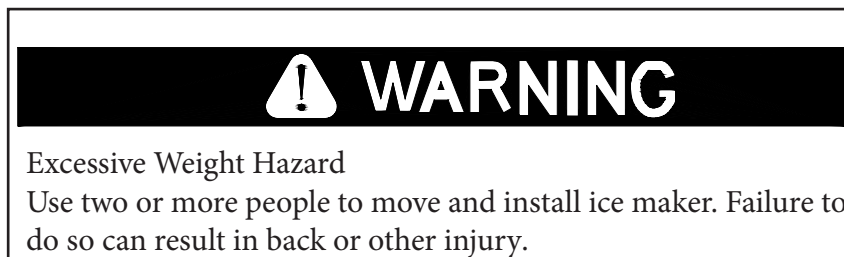 WARNING
Excessive Weight Hazard
Use two or more people to move and install ice maker. Failure to
do so can result in back or other injury.